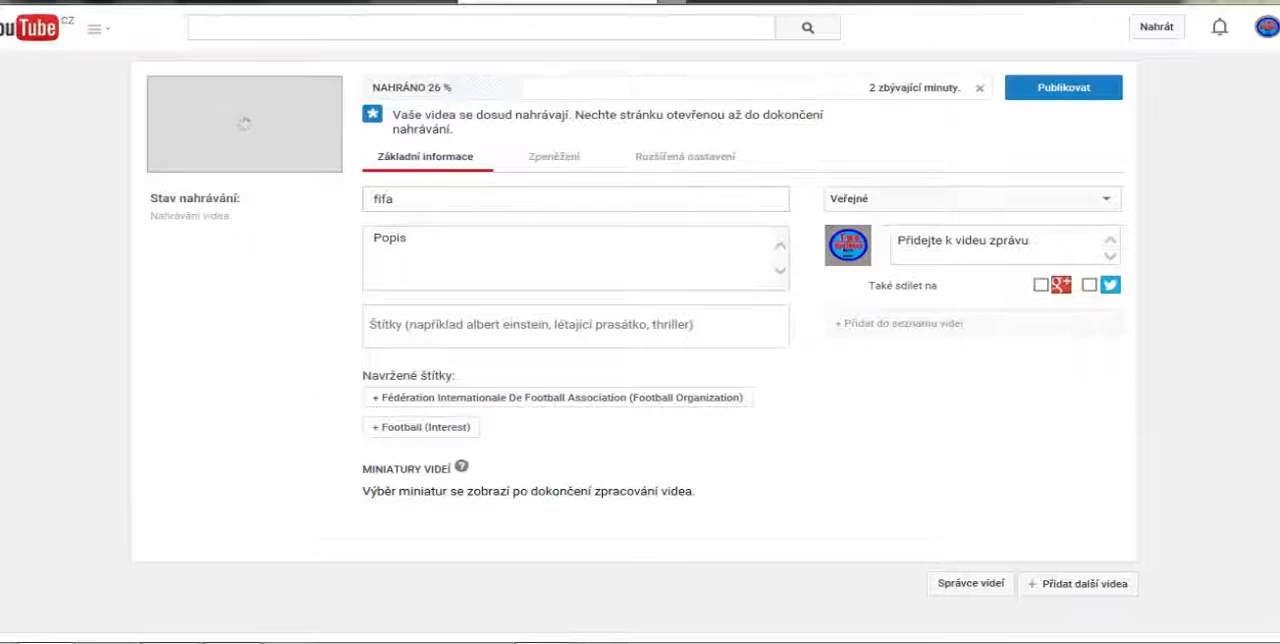 ouTube CZ
Nahrát
NAHRÁNO 26 %
2 zbývající minuty.
Publikovat
Vaše videa se dosud nahrávají. Nechte stránku otevřenou až do dokončení
nahrávání.
Základní informace
Zpeněžení
Rozšířená nastavení
Stav nahrávání:
Nahrávání videa.
fifa
Veřejné
Popis
Přidejte k videu zprávu
Také sdílet na
g+
Štítky (například albert einstein, létající prasátko, thriller)
+ Přidat do seznamu videí
Navržené štítky:
+ Fédération Internationale De Football Association (Football Organization)
+ Football (Interest)
MINIATURY VIDEÍ ?
Výběr miniatur se zobrazí po dokončení zpracování videa.
Správce videí
+ Přidat další videa